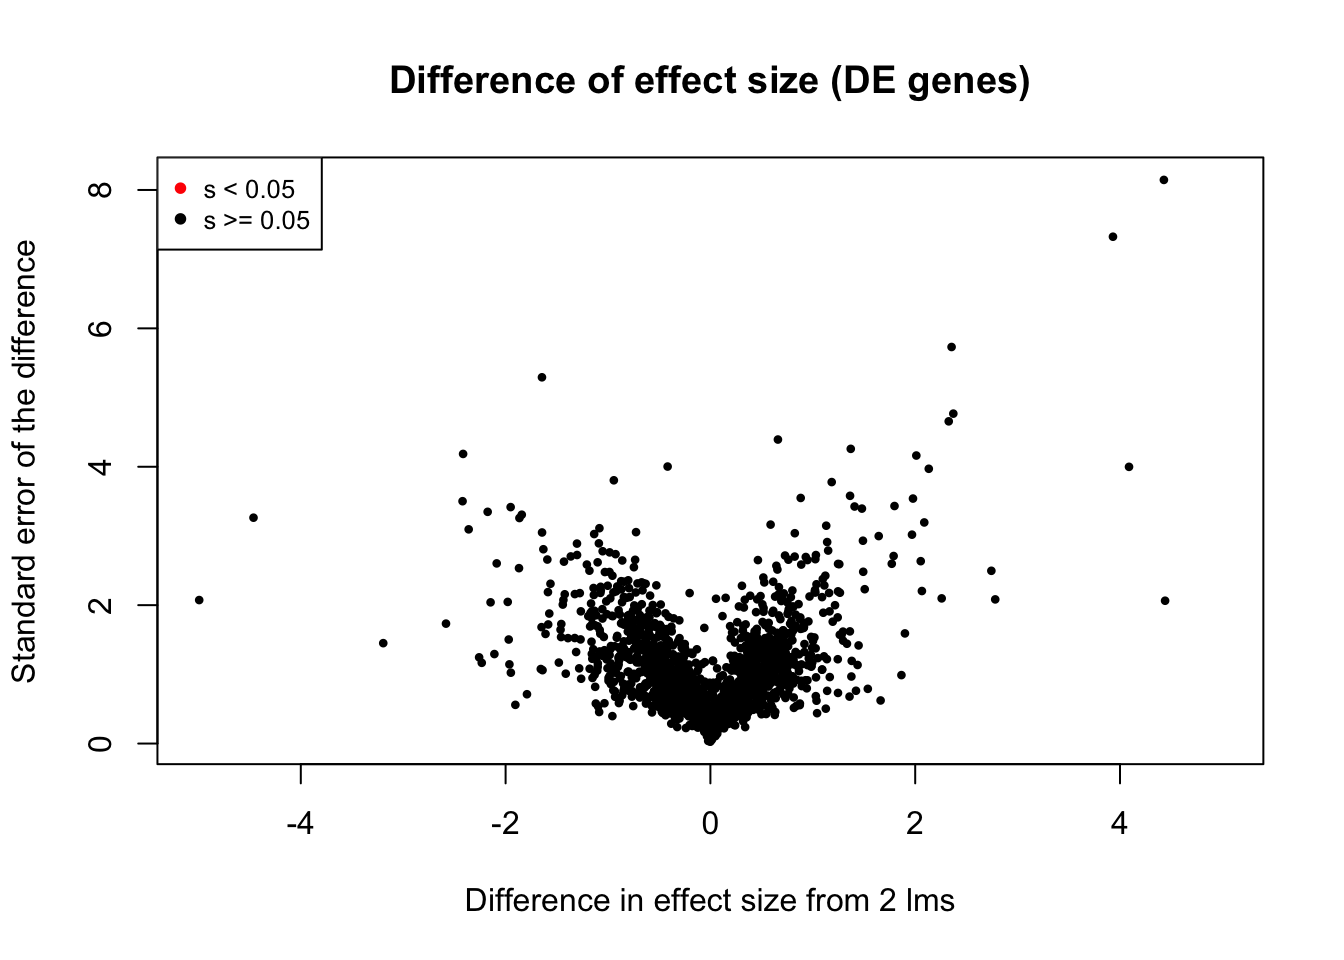 Difference of effect size (DE genes)
s < 0.05
s >= 0.05
Standard error of the difference
8
6
4
2
0
-4
-2
0
2
4
Difference in effect size from 2 lms